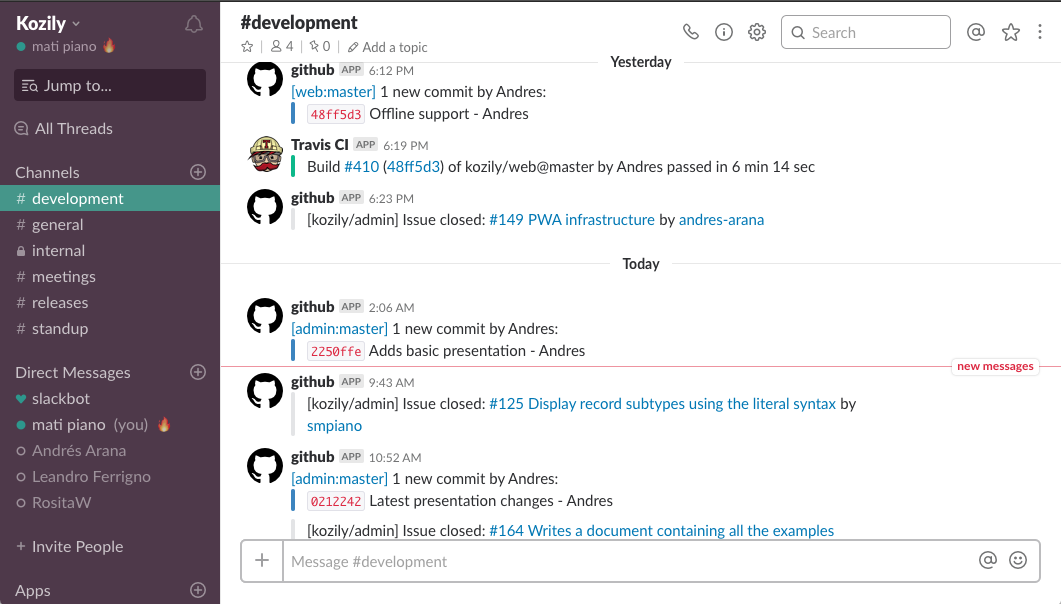 Kozily
mati piano 🔥
Jump to...
All Threads
Channels
# development
# general
internal
# meetings
# releases
# standup
Direct Messages
slackbot
mati piano (you) 🔥
Andrés Arana
Leandro Ferrigno
RositaW
+ Invite People
Apps
#development
4 | 0 | Add a topic
Search
Yesterday
github APP 6:12 PM
[web:master] 1 new commit by Andres:
48ff5d3 Offline support - Andres
Travis CI APP 6:19 PM
Build #410 (48ff5d3) of kozily/web@master by Andres passed in 6 min 14 sec
github APP 6:23 PM
[kozily/admin] Issue closed: #149 PWA infrastructure by andres-arana
Today
github APP 2:06 AM
[admin:master] 1 new commit by Andres:
2250ffe Adds basic presentation - Andres
new messages
github APP 9:43 AM
[kozily/admin] Issue closed: #125 Display record subtypes using the literal syntax by
smpiano
github APP 10:52 AM
[admin:master] 1 new commit by Andres:
0212242 Latest presentation changes - Andres
[kozily/admin] Issue closed: #164 Writes a document containing all the examples
Message #development